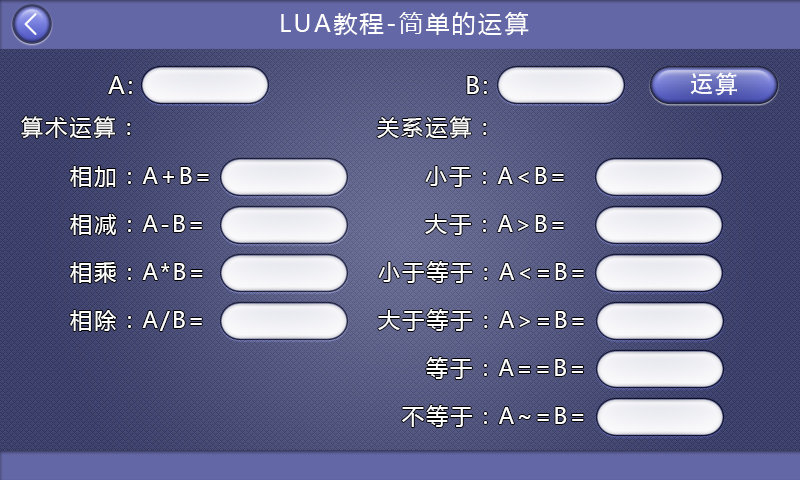 LUA教程-简单的运算
A: B: 运算
算术运算： 关系运算：
相加：A+B= 小于：A<B=
相减：A-B= 大于：A>B=
相乘：A*B= 小于等于：A<=B=
相除：A/B= 大于等于：A>=B=
等于：A==B=
不等于：A~=B=